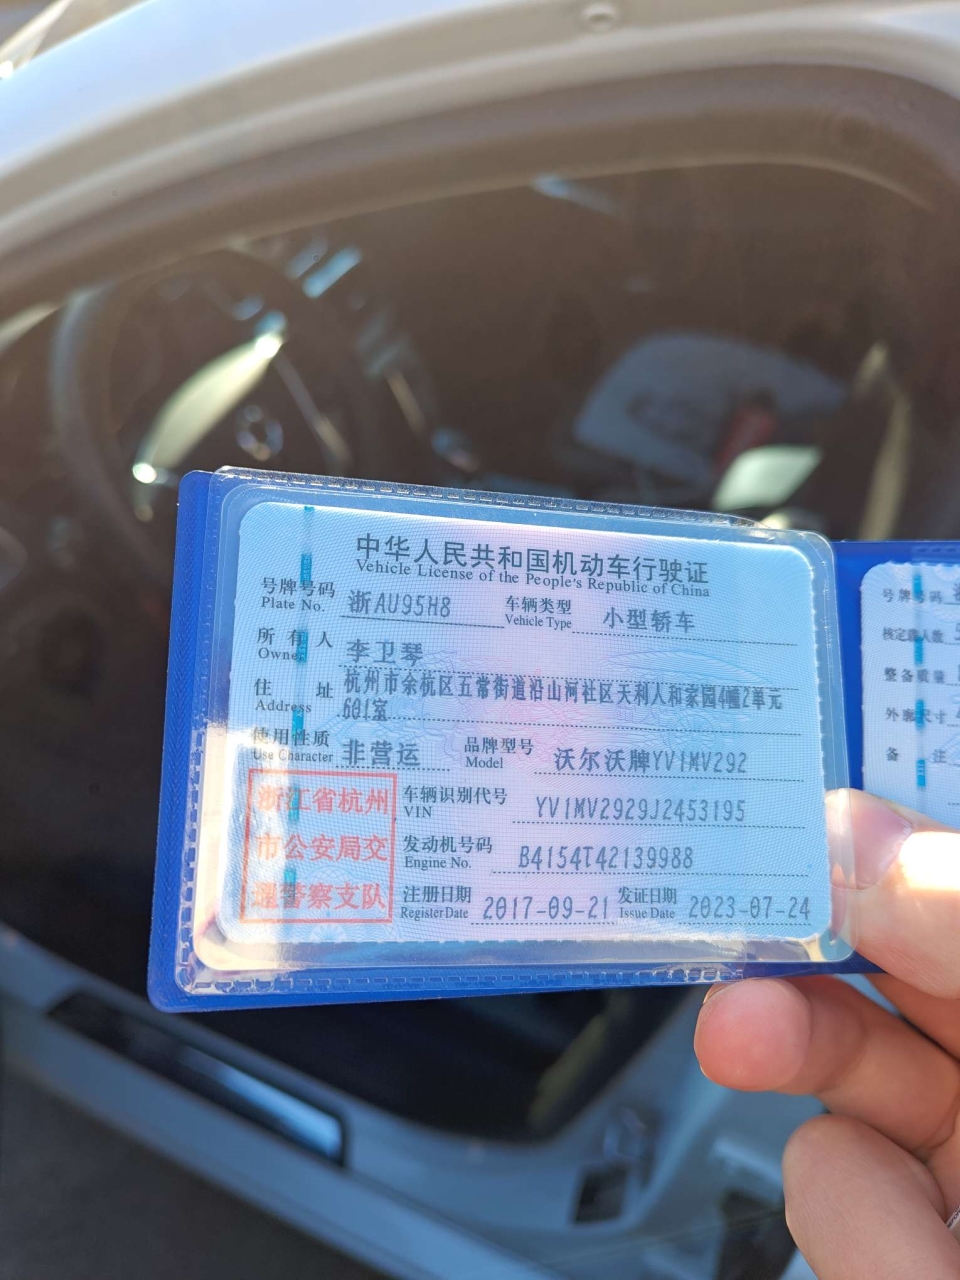 中华人民共和国机动车行驶证
Vehicle License of the People's Republic of China
号牌号码 浙AU95H8 车辆类型 小型轿车
Plate No. Vehicle Type
所有人 李卫琴
Owner
住址 杭州市余杭区五常街道沿山河社区天利人和家园4幢2单元
Address 601室
使用性质 非营运 品牌型号 沃尔沃牌YV1MV292
Use Character Model
浙江省杭州
市公安局交
通警察支队
车辆识别代号 YV1MV2929J2453195
VIN
发动机号码 B4154T42139988
Engine No.
注册日期 2017-09-21 发证日期 2023-07-24
Register Date Issue Date
号牌号码
核定载人数 5
整备质量
外廓尺寸 4
备注